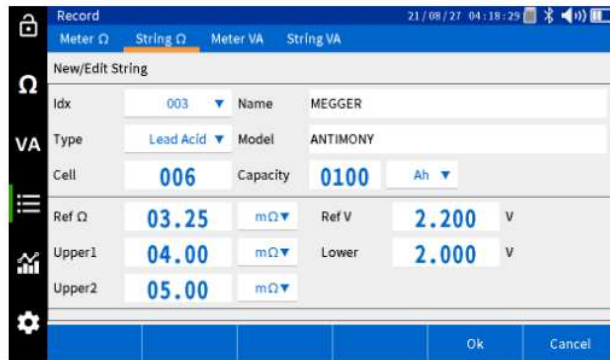 Record 21/08/27 04:18:29
Meter Ω String Ω Meter VA String VA
New/Edit String
Ω
Idx 003 Name MEGGER
VA Type Lead Acid Model ANTIMONY
Cell 006 Capacity 0100 Ah
Ref Ω 03.25 mΩ Ref V 2.200 V
Upper1 04.00 mΩ Lower 2.000 V
Upper2 05.00 mΩ
Ok Cancel